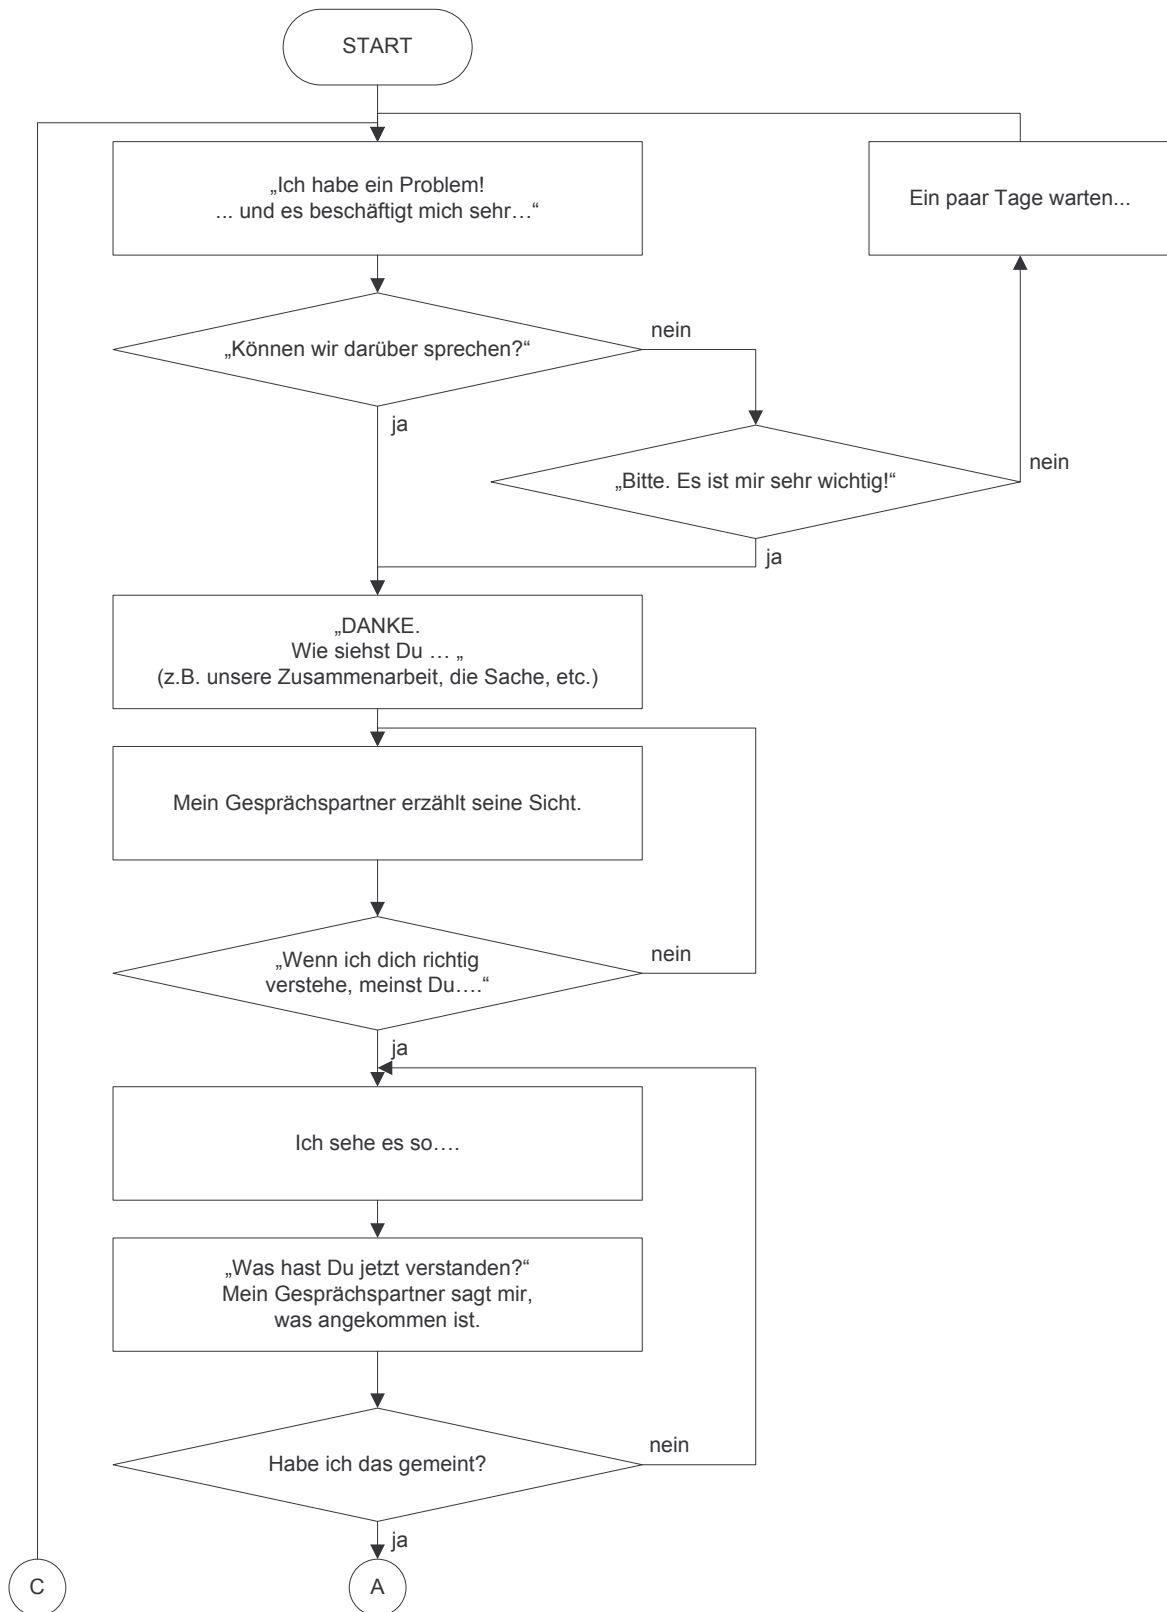 START
„Ich habe ein Problem!
... und es beschäftigt mich sehr…“
Ein paar Tage warten...
„Können wir darüber sprechen?“
nein
ja
„Bitte. Es ist mir sehr wichtig!“
nein
ja
„DANKE.
Wie siehst Du … „
(z.B. unsere Zusammenarbeit, die Sache, etc.)
Mein Gesprächspartner erzählt seine Sicht.
„Wenn ich dich richtig
verstehe, meinst Du….“
nein
ja
Ich sehe es so….
„Was hast Du jetzt verstanden?“
Mein Gesprächspartner sagt mir,
was angekommen ist.
Habe ich das gemeint?
nein
ja
C
A